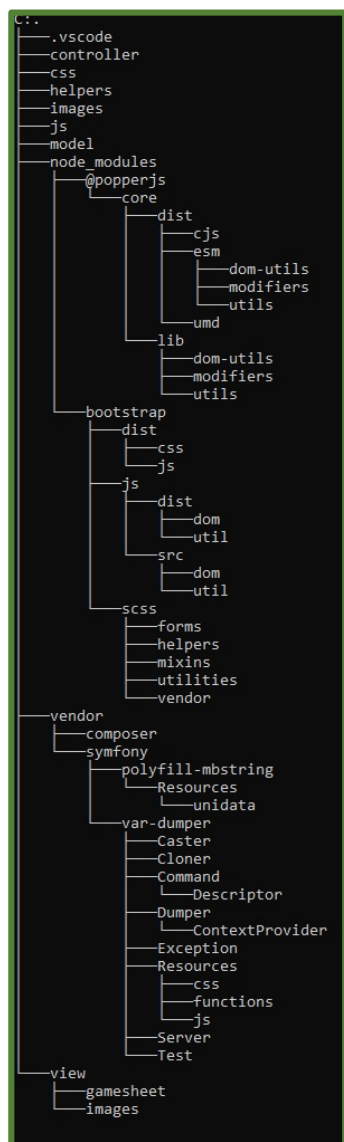 C:.
├───.vscode
├───controller
├───css
├───helpers
├───images
├───js
├───model
├───node_modules
│   ├───@popperjs
│   │   └───core
│   │       ├───dist
│   │       │   ├───cjs
│   │       │   ├───esm
│   │       │   │   ├───dom-utils
│   │       │   │   ├───modifiers
│   │       │   │   └───utils
│   │       │   └───umd
│   │       └───lib
│   │           ├───dom-utils
│   │           ├───modifiers
│   │           └───utils
│   └───bootstrap
│       ├───dist
│       │   ├───css
│       │   └───js
│       ├───js
│       │   ├───dist
│       │   │   ├───dom
│       │   │   └───util
│       │   └───src
│       │       ├───dom
│       │       └───util
│       └───scss
│           ├───forms
│           ├───helpers
│           ├───mixins
│           ├───utilities
│           └───vendor
├───vendor
│   ├───composer
│   └───symfony
│       ├───polyfill-mbstring
│       │   └───Resources
│       │       └───unidata
│       └───var-dumper
│           ├───Caster
│           ├───Cloner
│           ├───Command
│           │   └───Descriptor
│           ├───Dumper
│           │   └───ContextProvider
│           ├───Exception
│           ├───Resources
│           │   ├───css
│           │   ├───functions
│           │   └───js
│           ├───Server
│           └───Test
└───view
    ├───gamesheet
    └───images